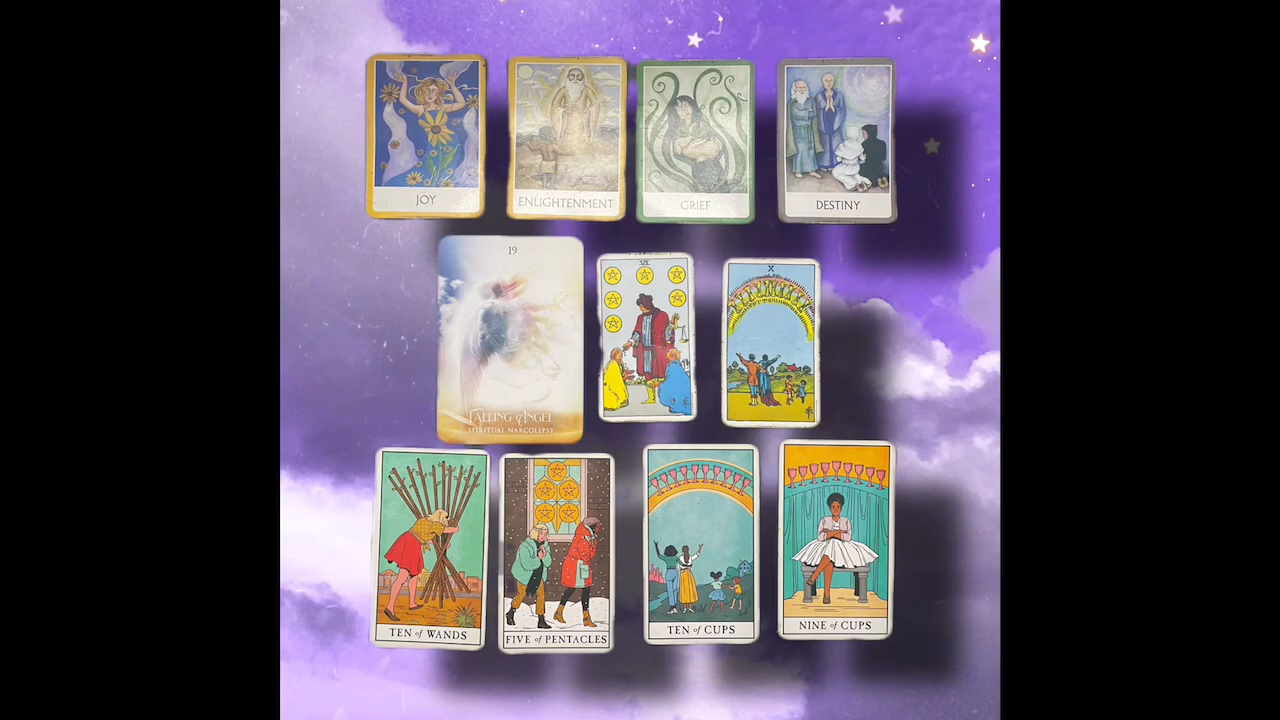 JOY
ENLIGHTENMENT
GRIEF
DESTINY
19
FALLING ANGEL
SPIRITUAL NARCOLEPSY
VI
X
TEN of WANDS
FIVE of PENTACLES
TEN of CUPS
NINE of CUPS